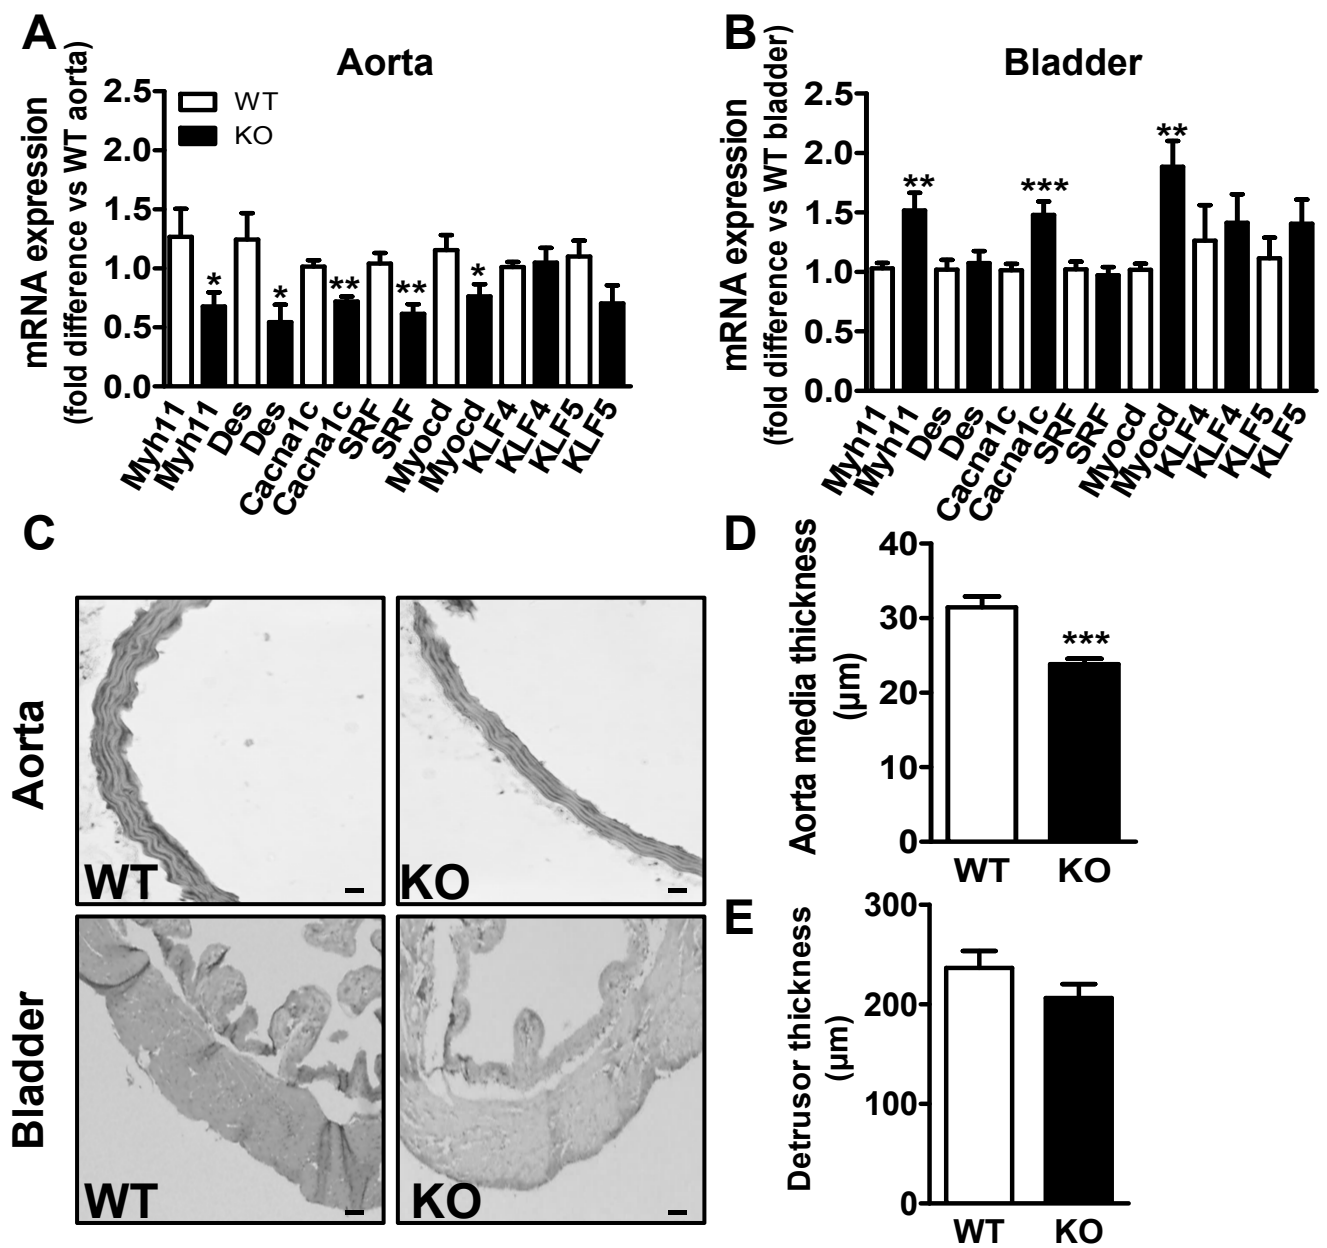 A
Aorta
mRNA expression
(fold difference vs WT aorta)
2.5
2.0
1.5
1.0
0.5
0.0
WT
KO
*
*
**
**
*
Myh11
Myh11
Des
Des
Cacna1c
Cacna1c
SRF
SRF
Myocd
Myocd
KLF4
KLF4
KLF5
KLF5
B
Bladder
mRNA expression
(fold difference vs WT bladder)
2.5
2.0
1.5
1.0
0.5
0.0
**
***
**
Myh11
Myh11
Des
Des
Cacna1c
Cacna1c
SRF
SRF
Myocd
Myocd
KLF4
KLF4
KLF5
KLF5
C
Aorta
WT
KO
Bladder
WT
KO
D
Aorta media thickness
(µm)
40
30
20
10
0
***
WT
KO
E
Detrusor thickness
(µm)
300
200
100
0
WT
KO